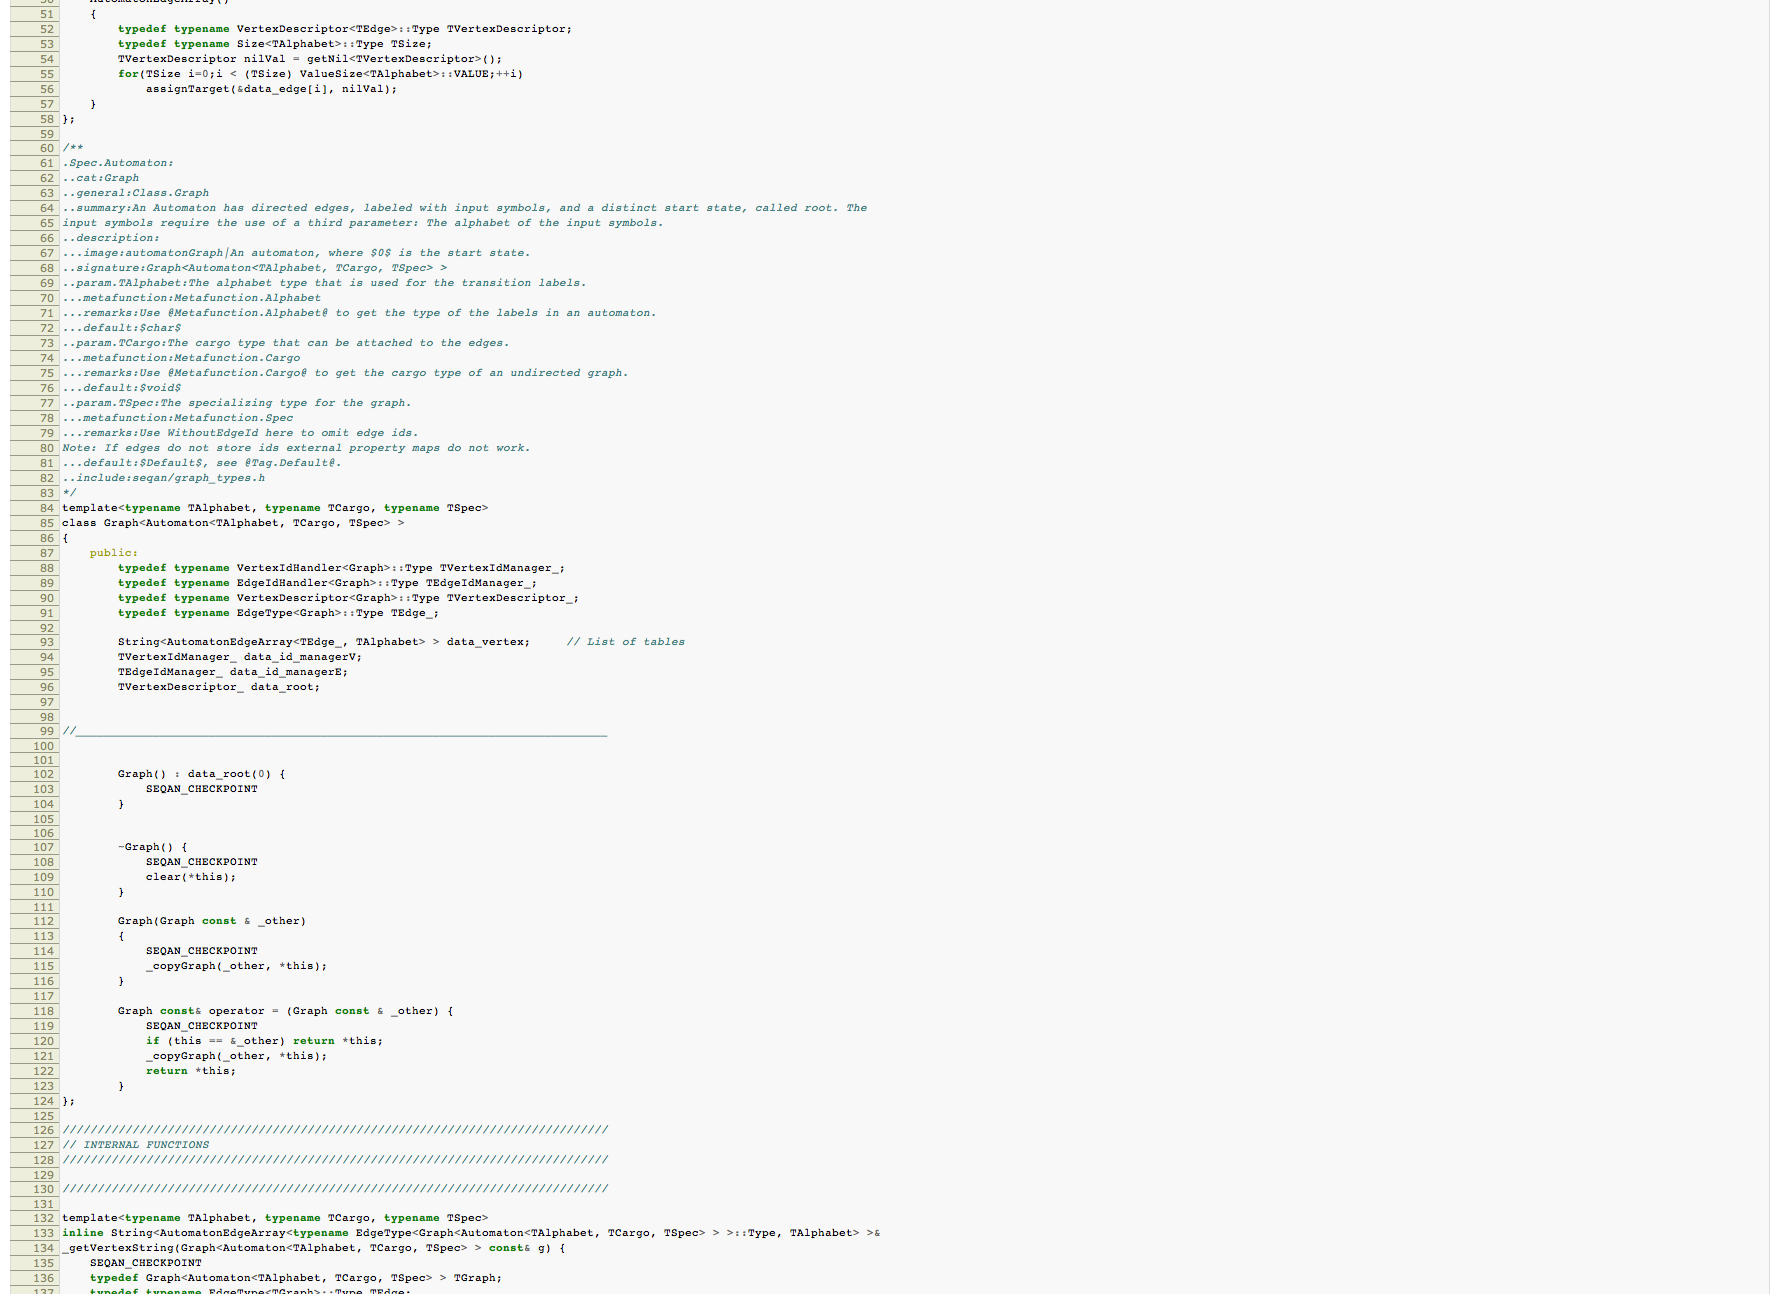 51     {
52         typedef typename VertexDescriptor<TEdge>::Type TVertexDescriptor;
53         typedef typename Size<TAlphabet>::Type TSize;
54         TVertexDescriptor nilVal = getNil<TVertexDescriptor>();
55         for(TSize i=0;i < (TSize) ValueSize<TAlphabet>::VALUE;++i)
56             assignTarget(&data_edge[i], nilVal);
57     }
58 };
59
60 /**
61 .Spec.Automaton:
62 ..cat:Graph
63 ..general:Class.Graph
64 ..summary:An Automaton has directed edges, labeled with input symbols, and a distinct start state, called root. The
65 input symbols require the use of a third parameter: The alphabet of the input symbols.
66 ..description:
67 ...image:automatonGraph|An automaton, where $0$ is the start state.
68 ..signature:Graph<Automaton<TAlphabet, TCargo, TSpec> >
69 ..param.TAlphabet:The alphabet type that is used for the transition labels.
70 ...metafunction:Metafunction.Alphabet
71 ...remarks:Use @Metafunction.Alphabet@ to get the type of the labels in an automaton.
72 ...default:$char$
73 ..param.TCargo:The cargo type that can be attached to the edges.
74 ...metafunction:Metafunction.Cargo
75 ...remarks:Use @Metafunction.Cargo@ to get the cargo type of an undirected graph.
76 ...default:$void$
77 ..param.TSpec:The specializing type for the graph.
78 ...metafunction:Metafunction.Spec
79 ...remarks:Use WithoutEdgeId here to omit edge ids.
80 Note: If edges do not store ids external property maps do not work.
81 ...default:$Default$, see @Tag.Default@.
82 ..include:seqan/graph_types.h
83 */
84 template<typename TAlphabet, typename TCargo, typename TSpec>
85 class Graph<Automaton<TAlphabet, TCargo, TSpec> >
86 {
87     public:
88         typedef typename VertexIdHandler<Graph>::Type TVertexIdManager_;
89         typedef typename EdgeIdHandler<Graph>::Type TEdgeIdManager_;
90         typedef typename VertexDescriptor<Graph>::Type TVertexDescriptor_;
91         typedef typename EdgeType<Graph>::Type TEdge_;
92
93         String<AutomatonEdgeArray<TEdge_, TAlphabet> > data_vertex;     // List of tables
94         TVertexIdManager_ data_id_managerV;
95         TEdgeIdManager_ data_id_managerE;
96         TVertexDescriptor_ data_root;
97
98
99 //____________________________________________________________________________
100
101
102         Graph() : data_root(0) {
103             SEQAN_CHECKPOINT
104         }
105
106
107         ~Graph() {
108             SEQAN_CHECKPOINT
109             clear(*this);
110         }
111
112         Graph(Graph const & _other)
113         {
114             SEQAN_CHECKPOINT
115             _copyGraph(_other, *this);
116         }
117
118         Graph const& operator = (Graph const & _other) {
119             SEQAN_CHECKPOINT
120             if (this == &_other) return *this;
121             _copyGraph(_other, *this);
122             return *this;
123         }
124 };
125
126 //////////////////////////////////////////////////////////////////////////////
127 // INTERNAL FUNCTIONS
128 //////////////////////////////////////////////////////////////////////////////
129
130 //////////////////////////////////////////////////////////////////////////////
131
132 template<typename TAlphabet, typename TCargo, typename TSpec>
133 inline String<AutomatonEdgeArray<typename EdgeType<Graph<Automaton<TAlphabet, TCargo, TSpec> > >::Type, TAlphabet> >&
134 _getVertexString(Graph<Automaton<TAlphabet, TCargo, TSpec> > const& g) {
135     SEQAN_CHECKPOINT
136     typedef Graph<Automaton<TAlphabet, TCargo, TSpec> > TGraph;
137     typedef typename EdgeType<TGraph>::Type TEdge;